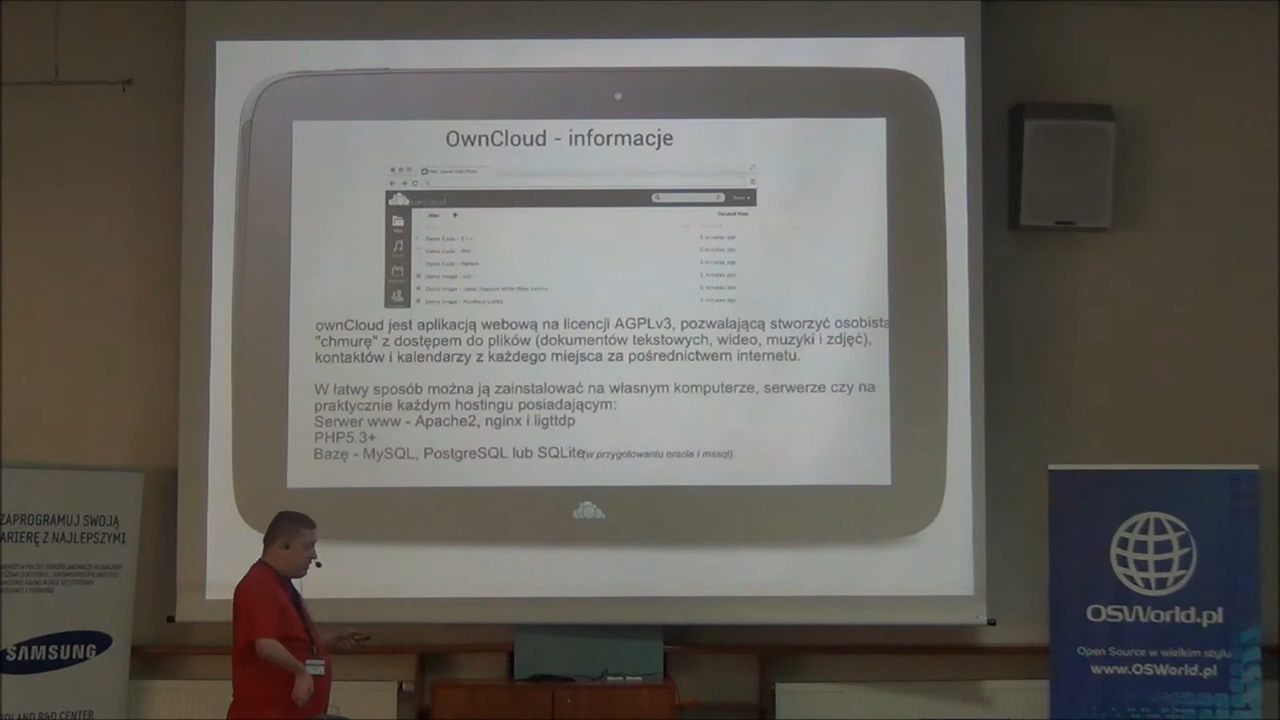 OwnCloud - informacje
New
ownCloud jest aplikacją webową na licencji AGPLv3, pozwalającą stworzyć osobistą
"chmurę" z dostępem do plików (dokumentów tekstowych, wideo, muzyki i zdjęć),
kontaktów i kalendarzy z każdego miejsca za pośrednictwem internetu.
W łatwy sposób można ją zainstalować na własnym komputerze, serwerze czy na
praktycznie każdym hostingu posiadającym:
Serwer www - Apache2, nginx i ligttdp
PHP5.3+
Bazę - MySQL, PostgreSQL lub SQLite(w przygotowaniu oracle i mssql).
ZAPROGRAMUJ SWOJĄ
ARIERĘ Z NAJLEPSZYMI
SAMSUNG
OLAND R&D CENTER
OSWorld.pl
Open Source w wielkim stylu
www.OSWorld.pl